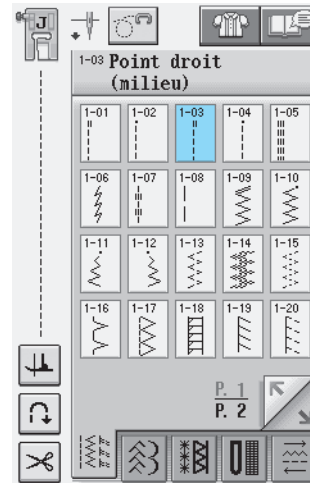 J
1-03 Point droit
(milieu)
1-01 1-02 1-03 1-04 1-05
1-06 1-07 1-08 1-09 1-10
1-11 1-12 1-13 1-14 1-15
1-16 1-17 1-18 1-19 1-20
P. 1
P. 2